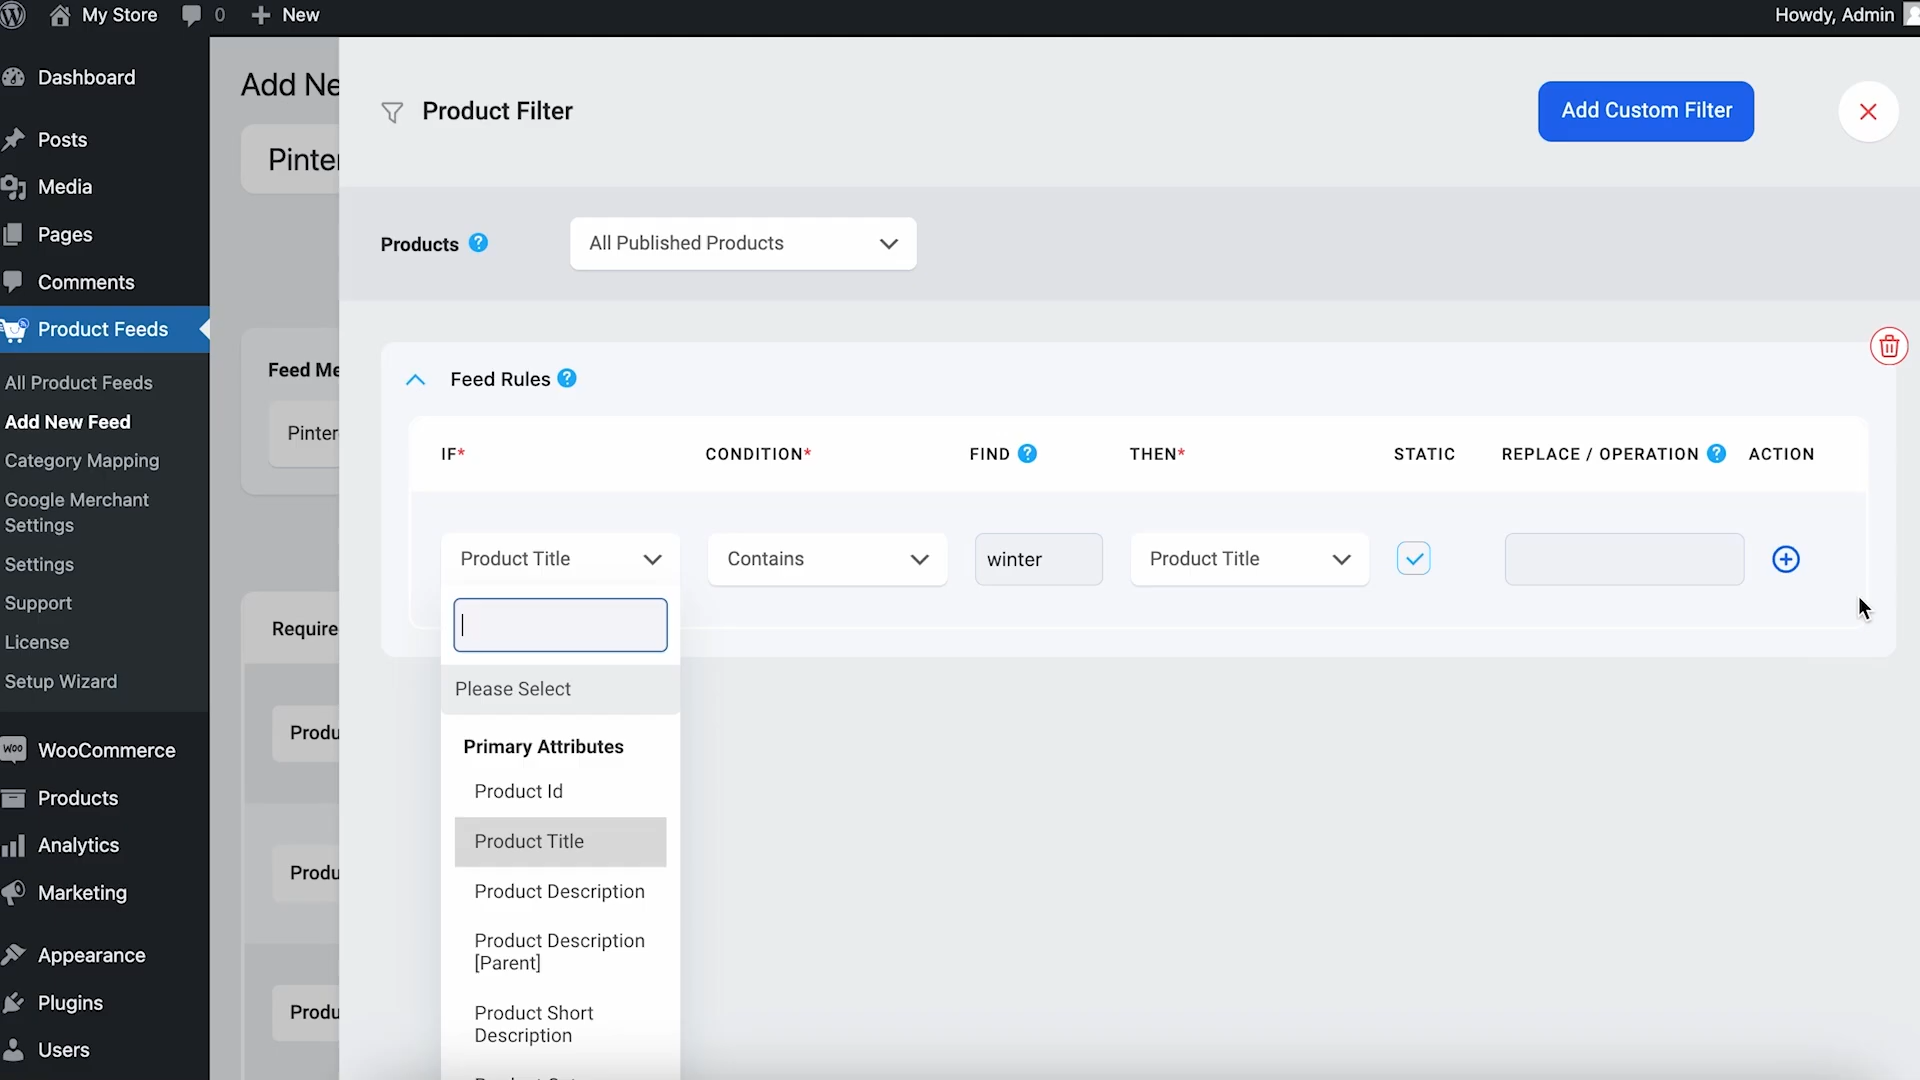 My Store
0
New
Howdy, Admin
Dashboard
Posts
Media
Pages
Comments
Product Feeds
All Product Feeds
Add New Feed
Category Mapping
Google Merchant
Settings
Settings
Support
License
Setup Wizard
WooCommerce
Products
Analytics
Marketing
Appearance
Plugins
Users
Add Ne
Pinter
Feed Me
Pinter
Require
Produ
Produ
Produ
Product Filter
Add Custom Filter
Products ?
All Published Products
Feed Rules ?
IF* CONDITION* FIND ? THEN* STATIC REPLACE / OPERATION ? ACTION
Product Title Contains winter Product Title
Please Select
Primary Attributes
Product Id
Product Title
Product Description
Product Description
[Parent]
Product Short
Description